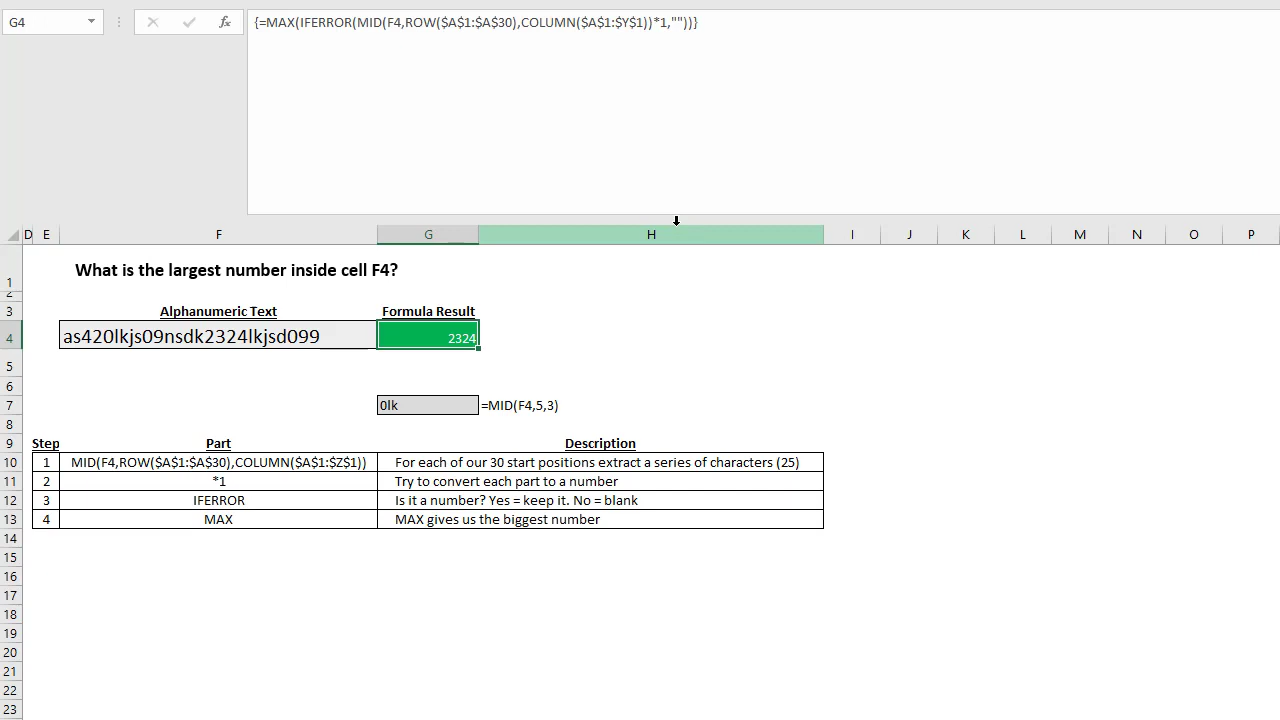 G4
fx
{=MAX(IFERROR(MID(F4,ROW($A$1:$A$30),COLUMN($A$1:$Y$1))*1,""))}
D E F G H I J K L M N O P
1 What is the largest number inside cell F4?
2
3 Alphanumeric Text Formula Result
4 as420lkjs09nsdk2324lkjsd099 2324
5
6
7 0lk =MID(F4,5,3)
8
9 Step Part Description
10 1 MID(F4,ROW($A$1:$A$30),COLUMN($A$1:$Z$1)) For each of our 30 start positions extract a series of characters (25)
11 2 *1 Try to convert each part to a number
12 3 IFERROR Is it a number? Yes = keep it. No = blank
13 4 MAX MAX gives us the biggest number
14
15
16
17
18
19
20
21
22
23